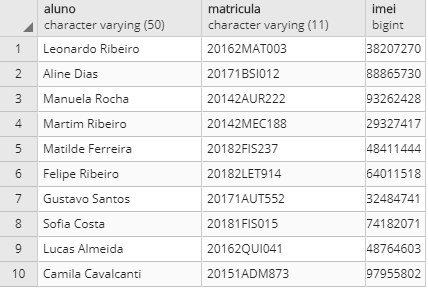 aluno matricula imei
character varying (50) character varying (11) bigint
1 Leonardo Ribeiro 20162MAT003 38207270
2 Aline Dias 20171BSI012 88865730
3 Manuela Rocha 20142AUR222 93262428
4 Martim Ribeiro 20142MEC188 29327417
5 Matilde Ferreira 20182FIS237 48411444
6 Felipe Ribeiro 20182LET914 64011518
7 Gustavo Santos 20171AUT552 32484741
8 Sofia Costa 20181FIS015 74182071
9 Lucas Almeida 20162QUI041 48764603
10 Camila Cavalcanti 20151ADM873 97955802